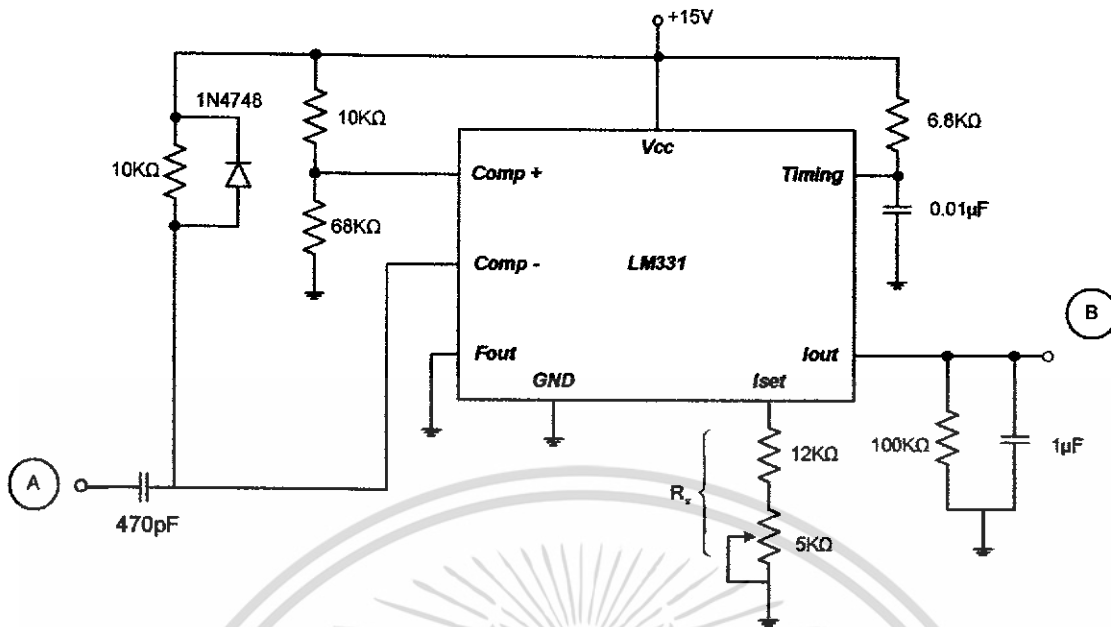 +15V
1N4748
10KΩ
10KΩ
6.8KΩ
Vcc
Comp +
Timing
68KΩ
0.01µF
Comp -
LM331
B
Fout
Iout
GND
Iset
12KΩ
100KΩ
1µF
A
470pF
5KΩ